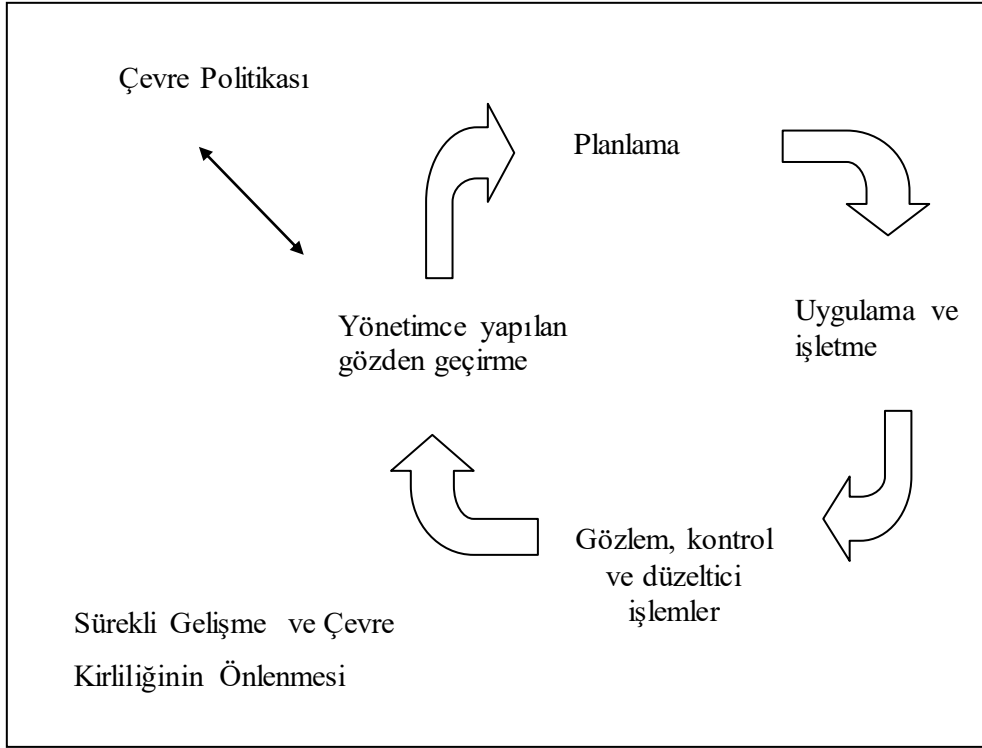 Çevre Politikası
Planlama
Uygulama ve
işletme
Yönetimce yapılan
gözden geçirme
Gözlem, kontrol
ve düzeltici
işlemler
Sürekli Gelişme ve Çevre
Kirliliğinin Önlenmesi